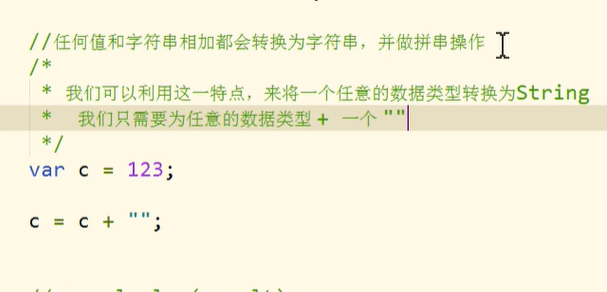 //任何值和字符串相加都会转换为字符串，并做拼串操作
/*
* 我们可以利用这一特点，来将一个任意的数据类型转换为String
* 我们只需要为任意的数据类型 + 一个 ""
*/
var c = 123;
c = c + "";